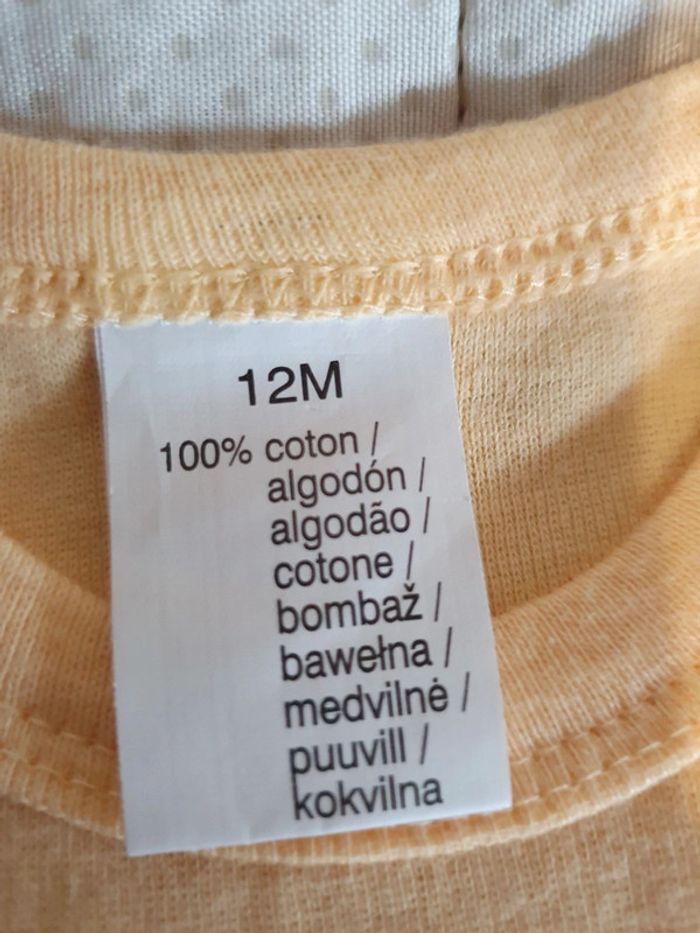 12M
100% coton /
algodón /
algodão /
cotone /
bombaž /
bawełna /
medvilnė /
puuvill /
kokvilna